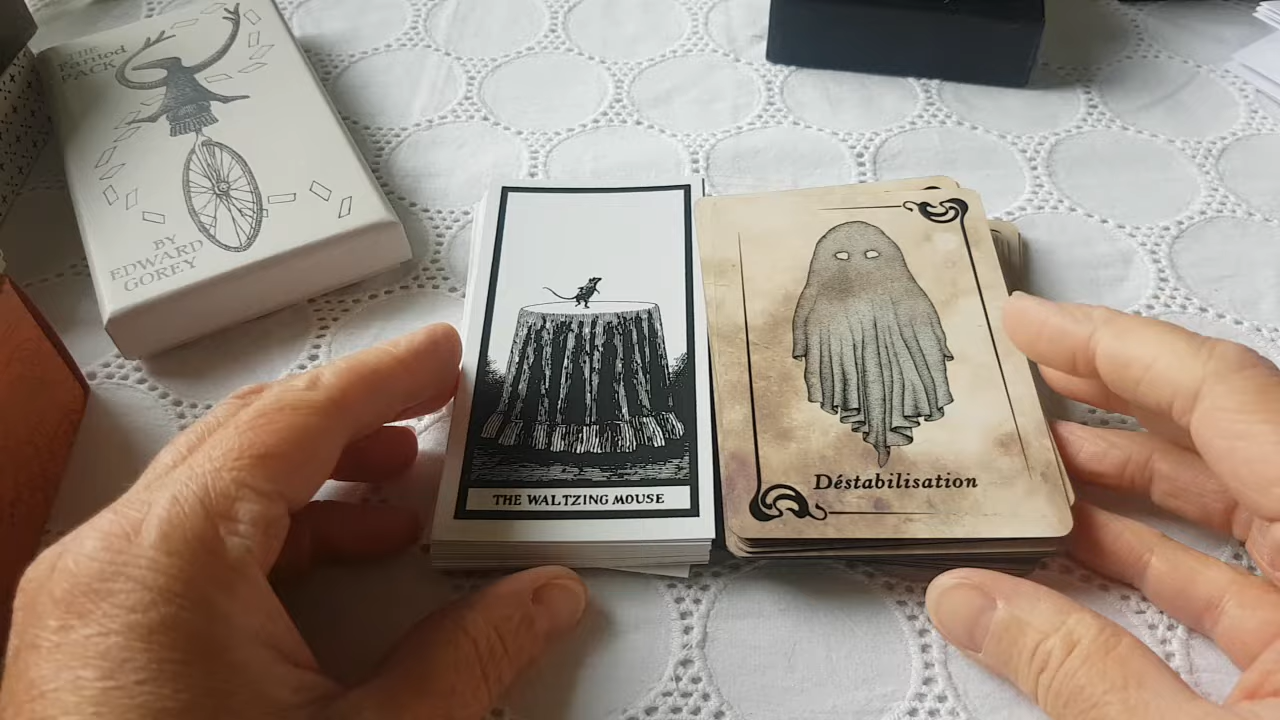 THE
Fantod
PACK
BY
EDWARD
GOREY
THE WALTZING MOUSE
Déstabilisation